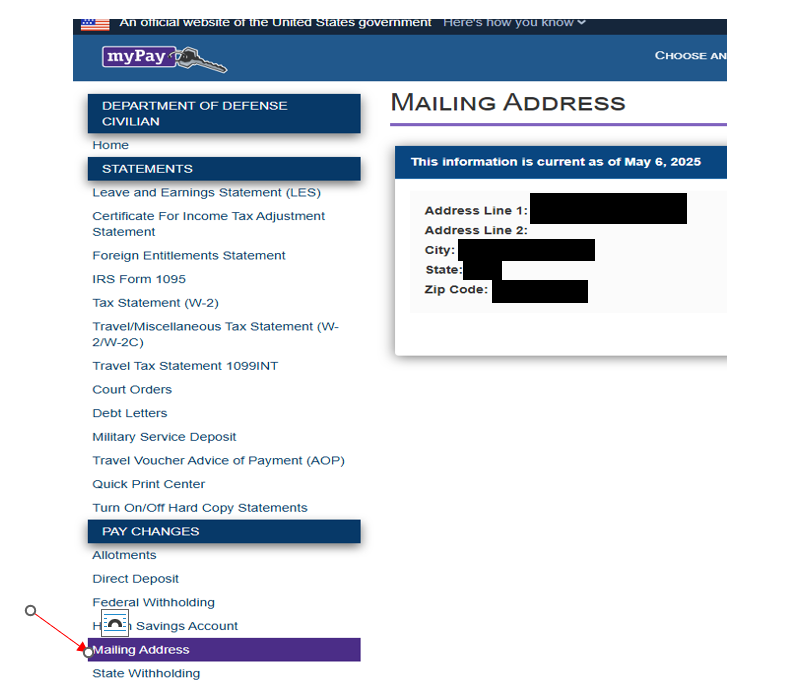 An official website of the United States government Here's how you know
myPay
CHOOSE AN
DEPARTMENT OF DEFENSE
CIVILIAN
Home
STATEMENTS
Leave and Earnings Statement (LES)
Certificate For Income Tax Adjustment
Statement
Foreign Entitlements Statement
IRS Form 1095
Tax Statement (W-2)
Travel/Miscellaneous Tax Statement (W-
2/W-2C)
Travel Tax Statement 1099INT
Court Orders
Debt Letters
Military Service Deposit
Travel Voucher Advice of Payment (AOP)
Quick Print Center
Turn On/Off Hard Copy Statements
PAY CHANGES
Allotments
Direct Deposit
Federal Withholding
Savings Account
Mailing Address
State Withholding
MAILING ADDRESS
This information is current as of May 6, 2025
Address Line 1:
Address Line 2:
City:
State:
Zip Code: